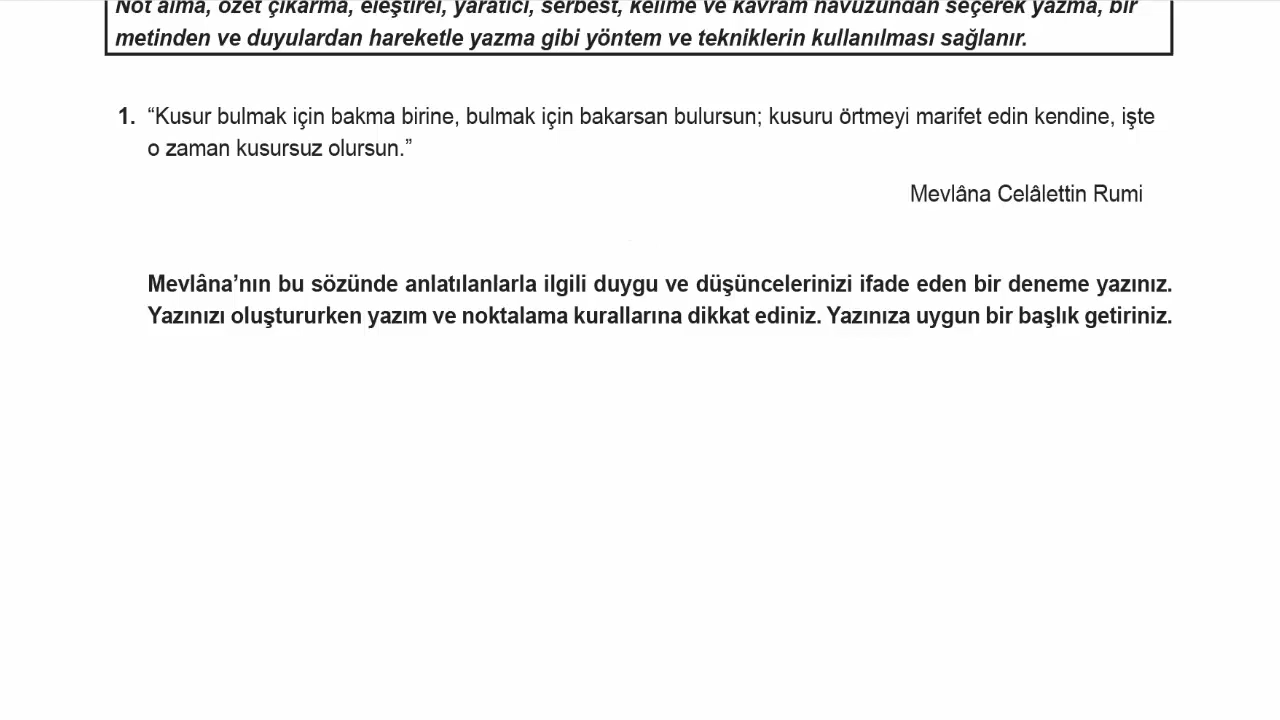 Not alma, özet çıkarma, eleştirel, yaratıcı, serbest, kelime ve kavram havuzundan seçerek yazma, bir
metinden ve duyulardan hareketle yazma gibi yöntem ve tekniklerin kullanılması sağlanır.
1. “Kusur bulmak için bakma birine, bulmak için bakarsan bulursun; kusuru örtmeyi marifet edin kendine, işte
o zaman kusursuz olursun.”
Mevlâna Celâlettin Rumi
Mevlâna’nın bu sözünde anlatılanlarla ilgili duygu ve düşüncelerinizi ifade eden bir deneme yazınız.
Yazınızı oluştururken yazım ve noktalama kurallarına dikkat ediniz. Yazınıza uygun bir başlık getiriniz.